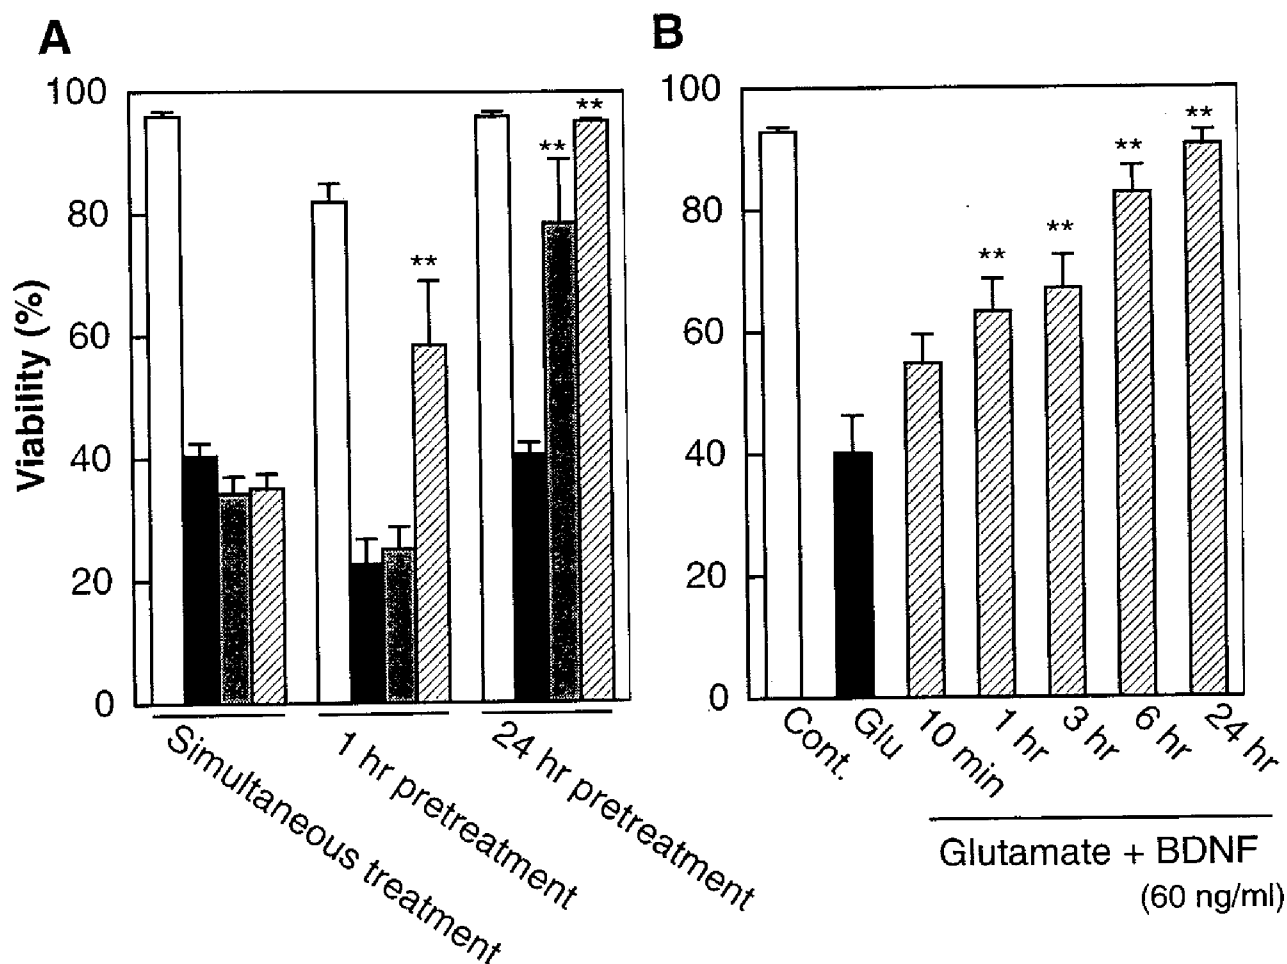 A
B
Viability (%)
100
80
60
40
20
0
**
**
**
Simultaneous treatment
1 hr pretreatment
24 hr pretreatment
100
80
60
40
20
0
**
**
**
**
Cont.
Glu
10 min
1 hr
3 hr
6 hr
24 hr
Glutamate + BDNF
(60 ng/ml)